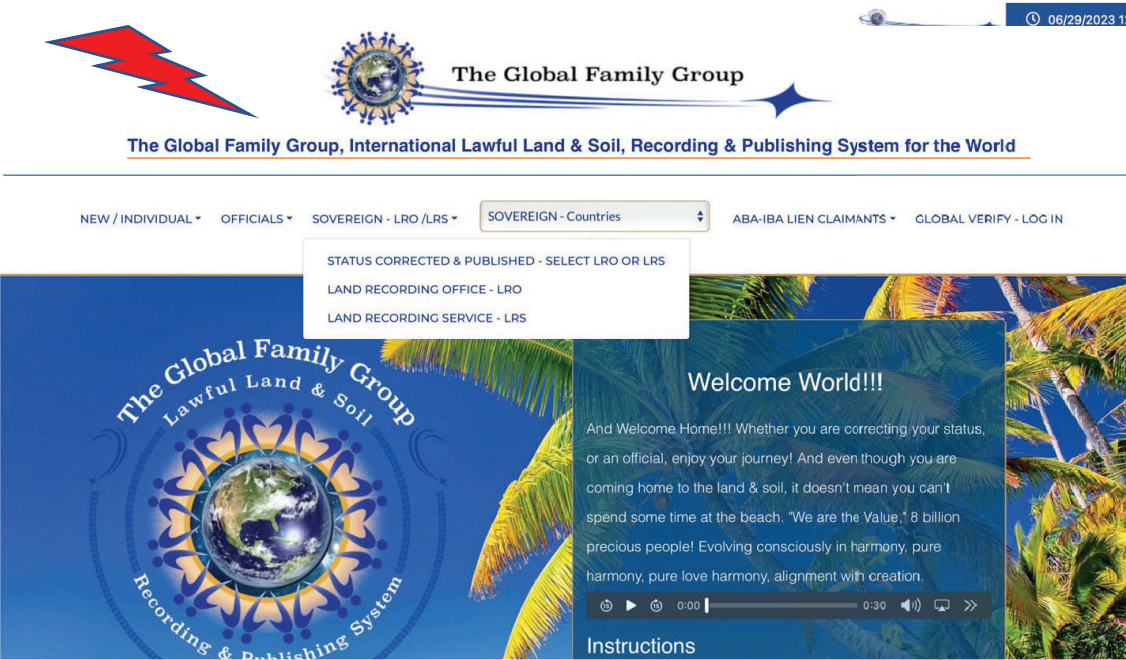 06/29/2023
The Global Family Group
The Global Family Group, International Lawful Land & Soil, Recording & Publishing System for the World
NEW / INDIVIDUAL OFFICIALS SOVEREIGN - LRO /LRS SOVEREIGN - Countries ABA-IBA LIEN CLAIMANTS GLOBAL VERIFY - LOG IN
STATUS CORRECTED & PUBLISHED - SELECT LRO OR LRS
LAND RECORDING OFFICE - LRO
LAND RECORDING SERVICE - LRS
The Global Family Group
Lawful Land & Soil
Recording & Publishing System
Welcome World!!!
And Welcome Home!!! Whether you are correcting your status,
or an official, enjoy your journey! And even though you are
coming home to the land & soil, it doesn't mean you can't
spend some time at the beach. "We are the Value," 8 billion
precious people! Evolving consciously in harmony, pure
harmony, pure love harmony, alignment with creation.
15 15 0:00 0:30
Instructions